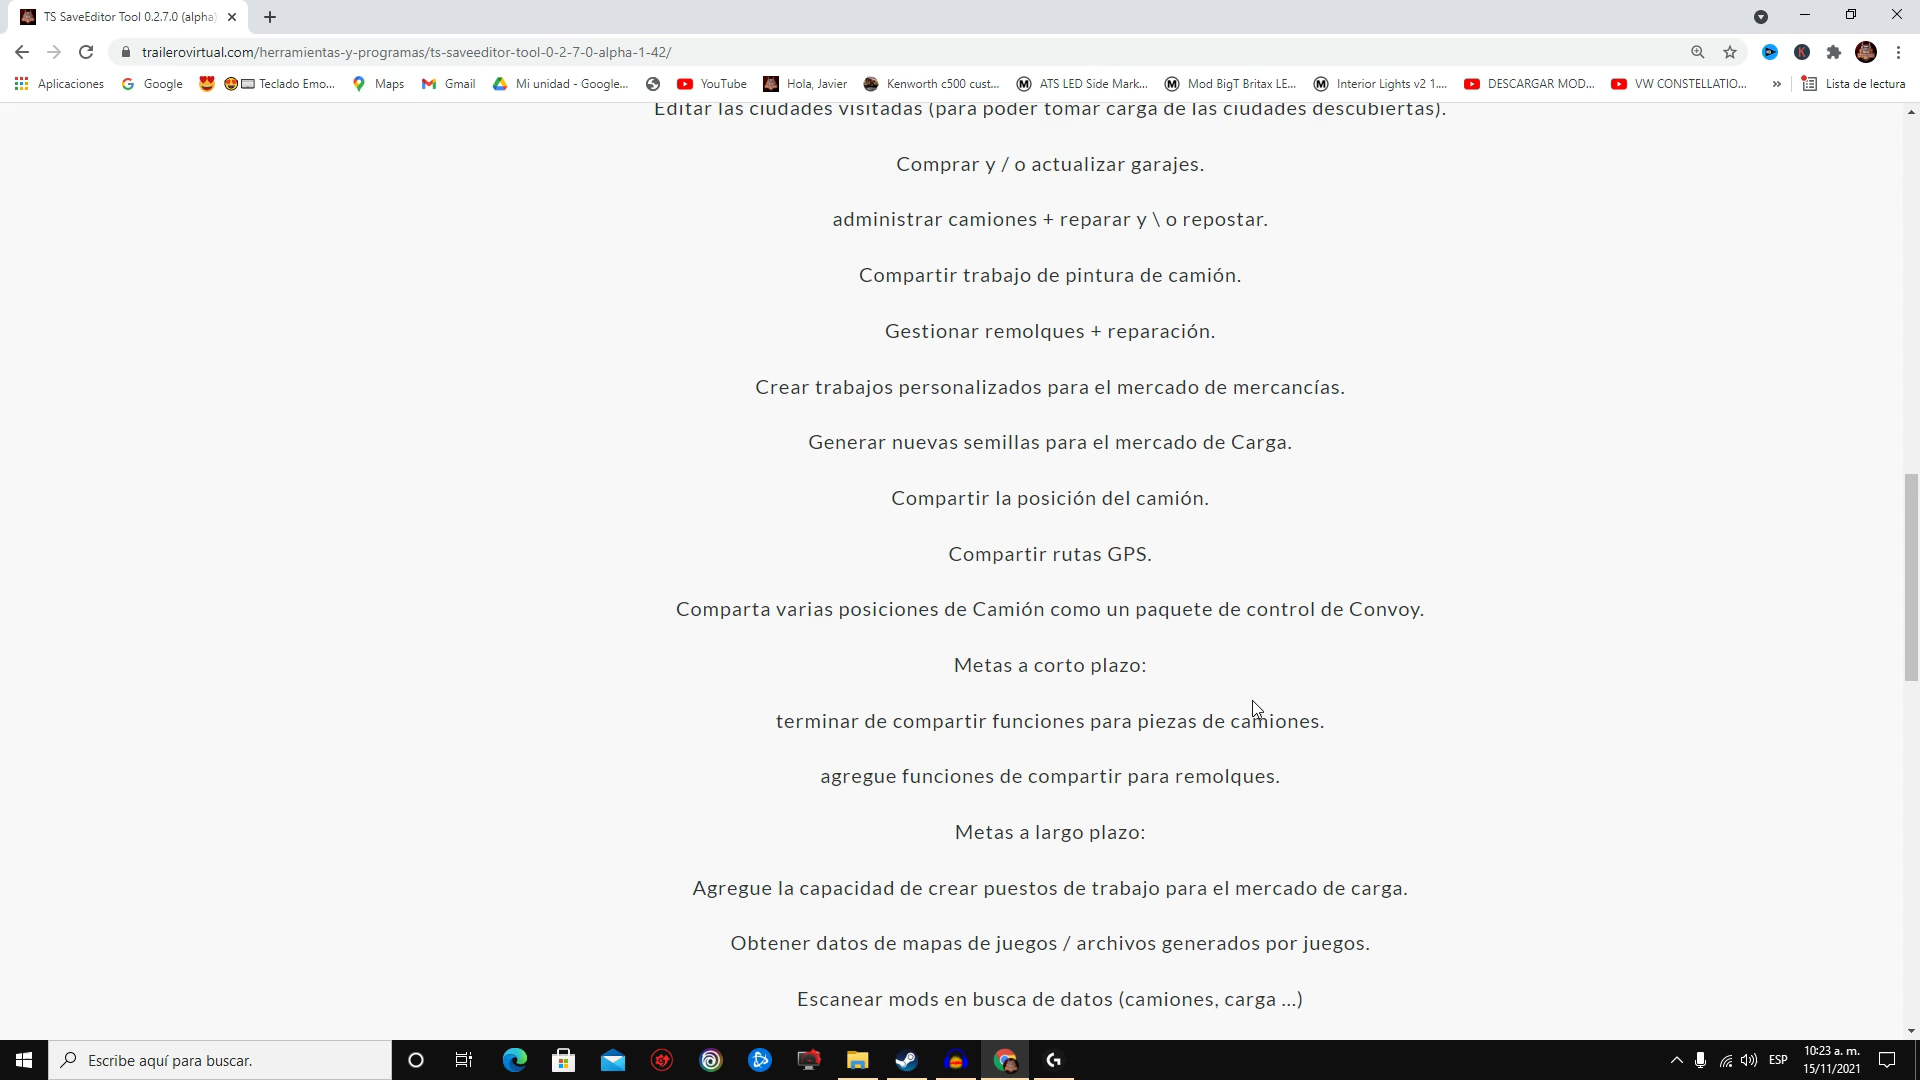 TS SaveEditor Tool 0.2.7.0 (alpha)
trailerovirtual.com/herramientas-y-programas/ts-saveeditor-tool-0-2-7-0-alpha-1-42/
Aplicaciones Google Teclado Emo... Maps Gmail Mi unidad - Google... YouTube Hola, Javier Kenworth c500 cust... ATS LED Side Mark... Mod BigT Britax LE... Interior Lights v2 1.... DESCARGAR MOD... VW CONSTELLATIO... » Lista de lectura
Editar las ciudades visitadas (para poder tomar carga de las ciudades descubiertas).
Comprar y / o actualizar garajes.
administrar camiones + reparar y \ o repostar.
Compartir trabajo de pintura de camión.
Gestionar remolques + reparación.
Crear trabajos personalizados para el mercado de mercancías.
Generar nuevas semillas para el mercado de Carga.
Compartir la posición del camión.
Compartir rutas GPS.
Comparta varias posiciones de Camión como un paquete de control de Convoy.
Metas a corto plazo:
terminar de compartir funciones para piezas de camiones.
agregue funciones de compartir para remolques.
Metas a largo plazo:
Agregue la capacidad de crear puestos de trabajo para el mercado de carga.
Obtener datos de mapas de juegos / archivos generados por juegos.
Escanear mods en busca de datos (camiones, carga ...)
Escribe aquí para buscar.
ESP
10:23 a. m.
15/11/2021